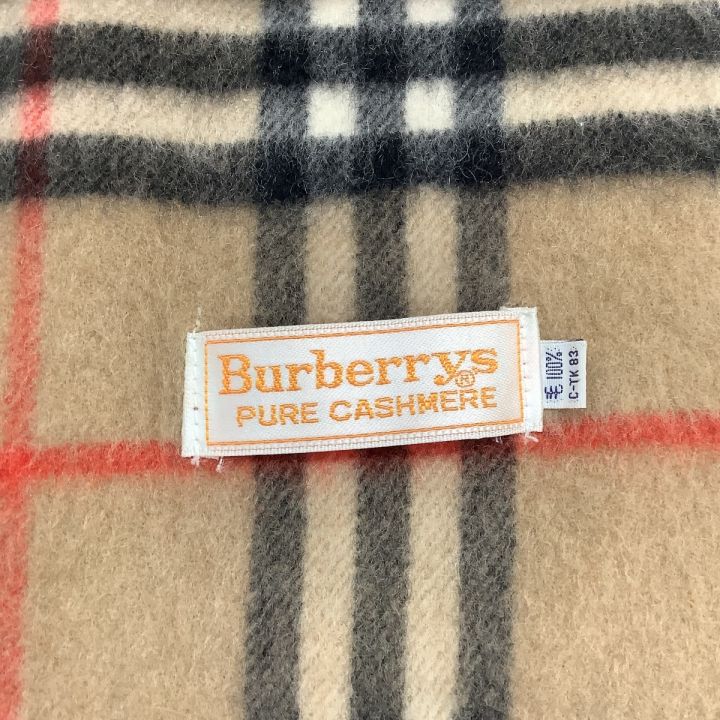 Burberrys®
PURE CASHMERE
毛 100%
C-TK 83